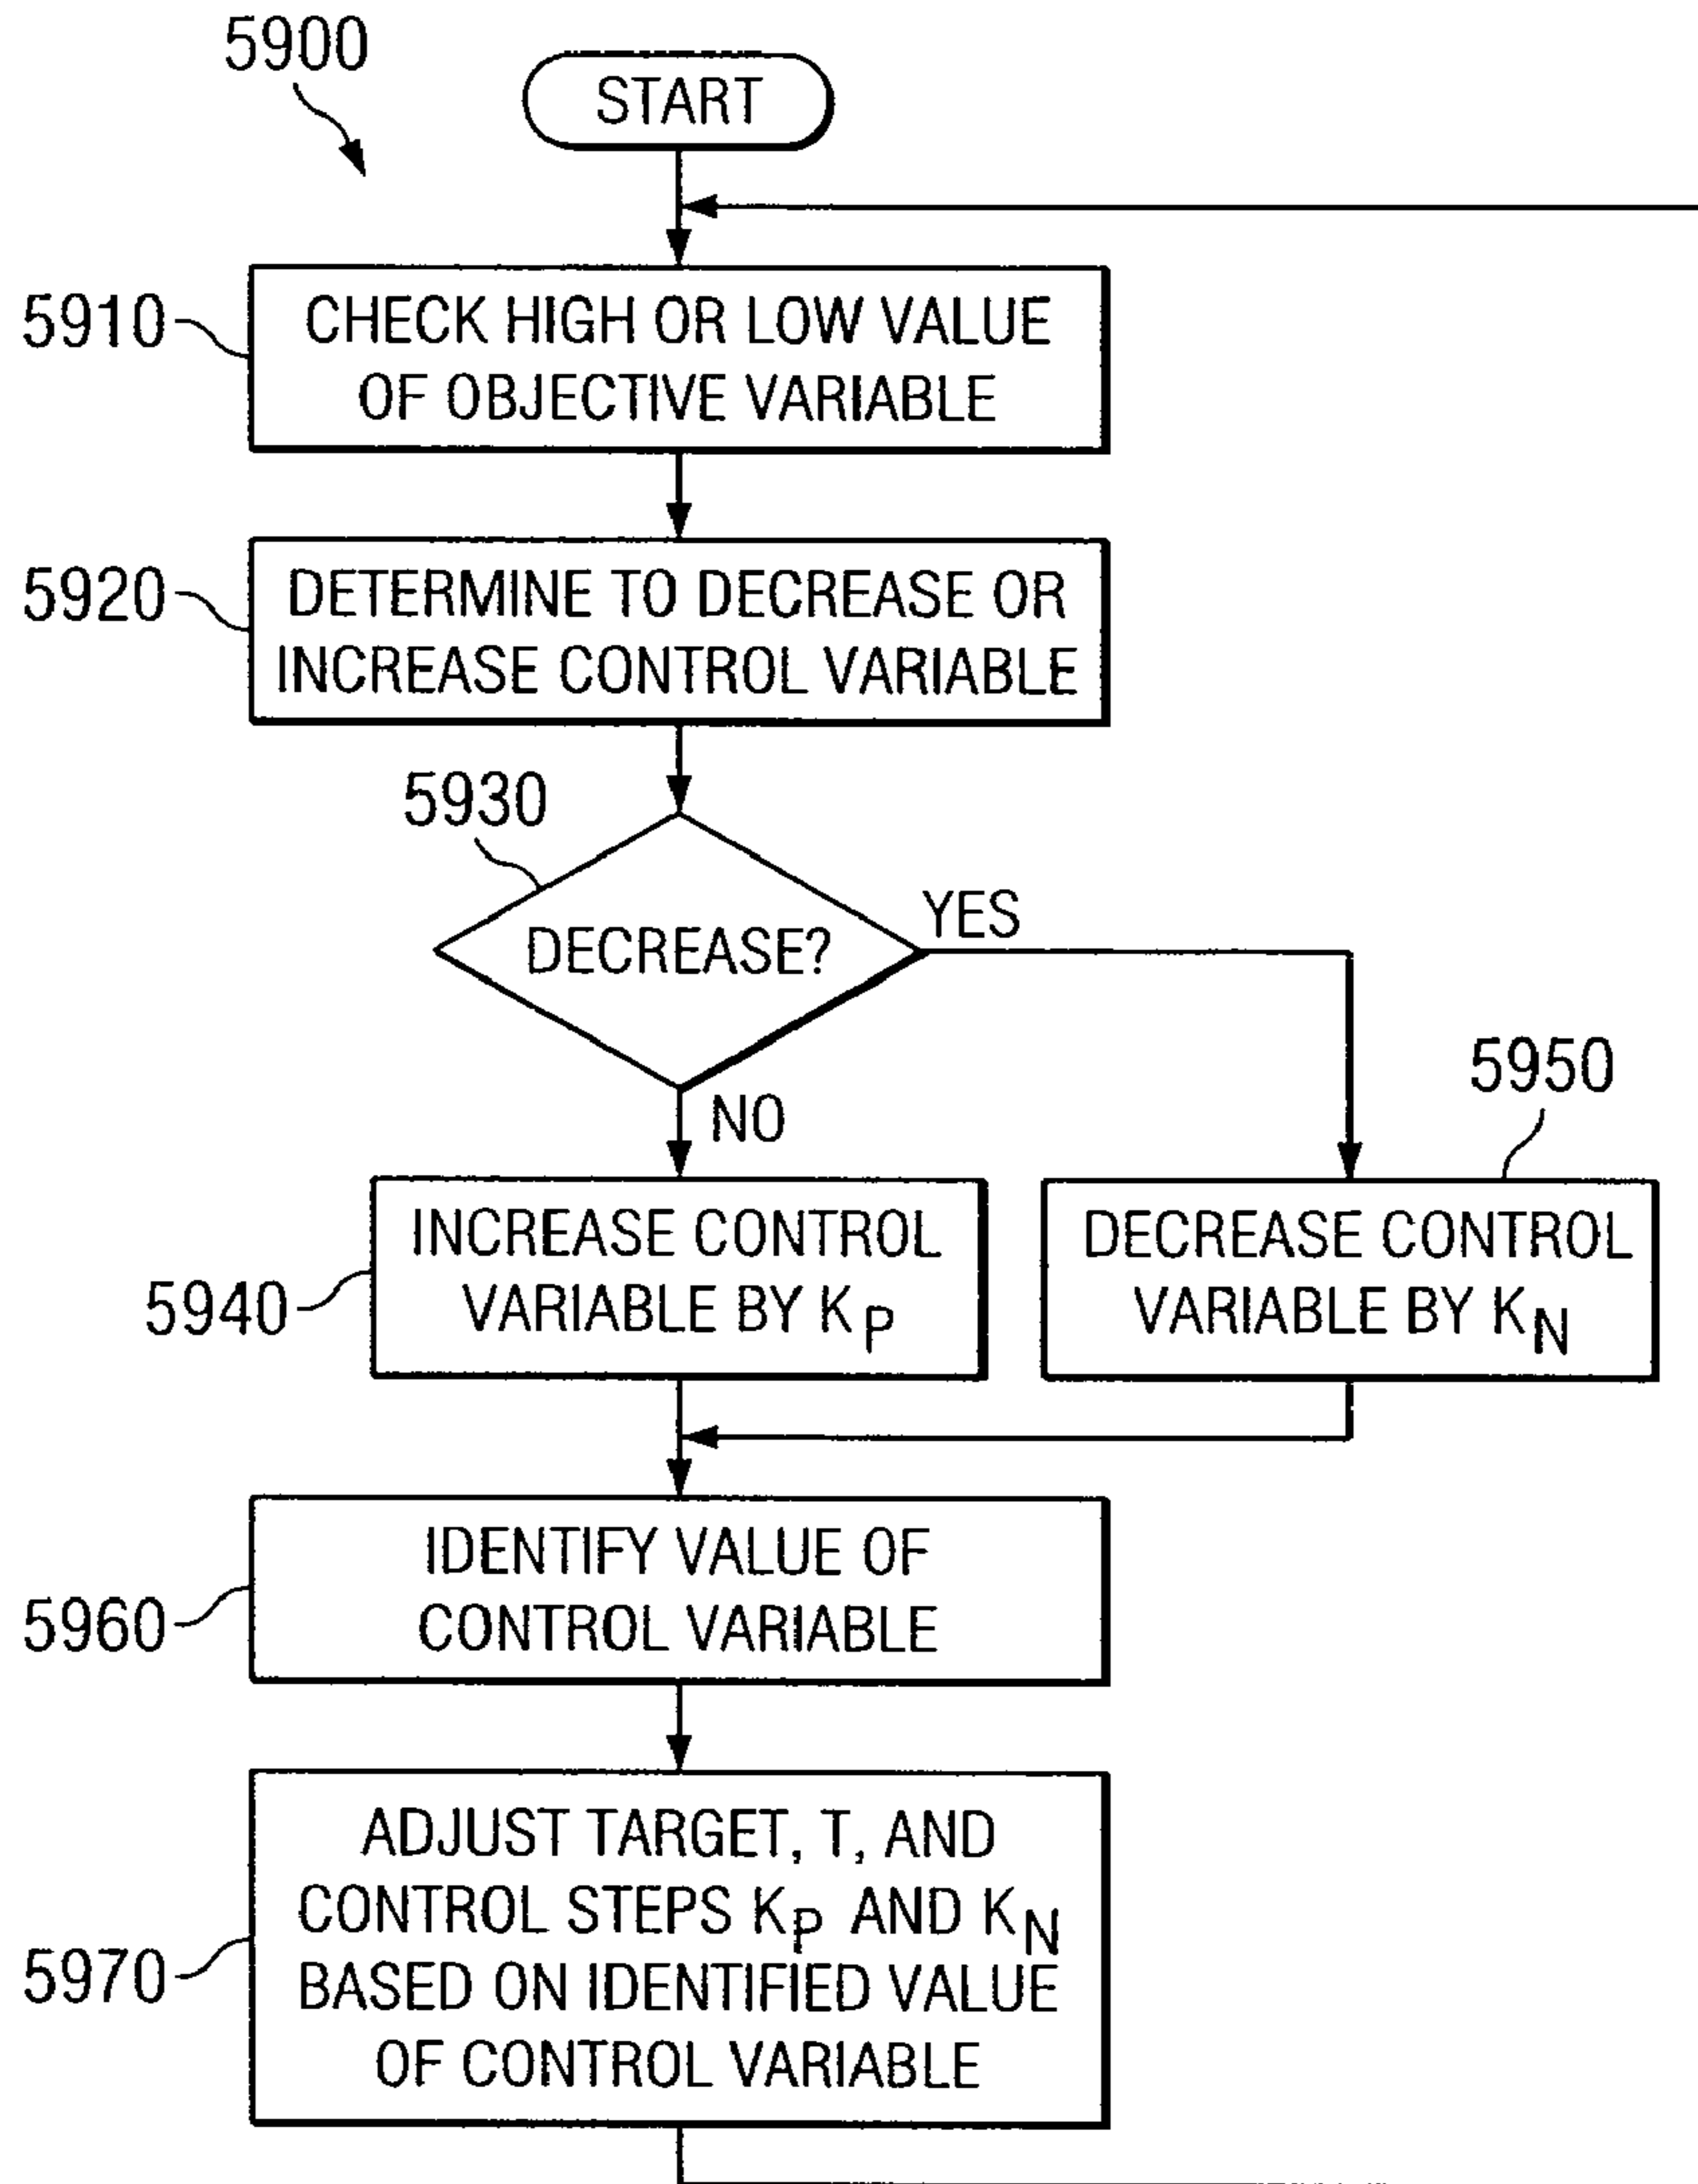 5900
START
5910
CHECK HIGH OR LOW VALUE
OF OBJECTIVE VARIABLE
5920
DETERMINE TO DECREASE OR
INCREASE CONTROL VARIABLE
5930
DECREASE?
YES
NO
5940
INCREASE CONTROL
VARIABLE BY KP
5950
DECREASE CONTROL
VARIABLE BY KN
5960
IDENTIFY VALUE OF
CONTROL VARIABLE
5970
ADJUST TARGET, T, AND
CONTROL STEPS KP AND KN
BASED ON IDENTIFIED VALUE
OF CONTROL VARIABLE